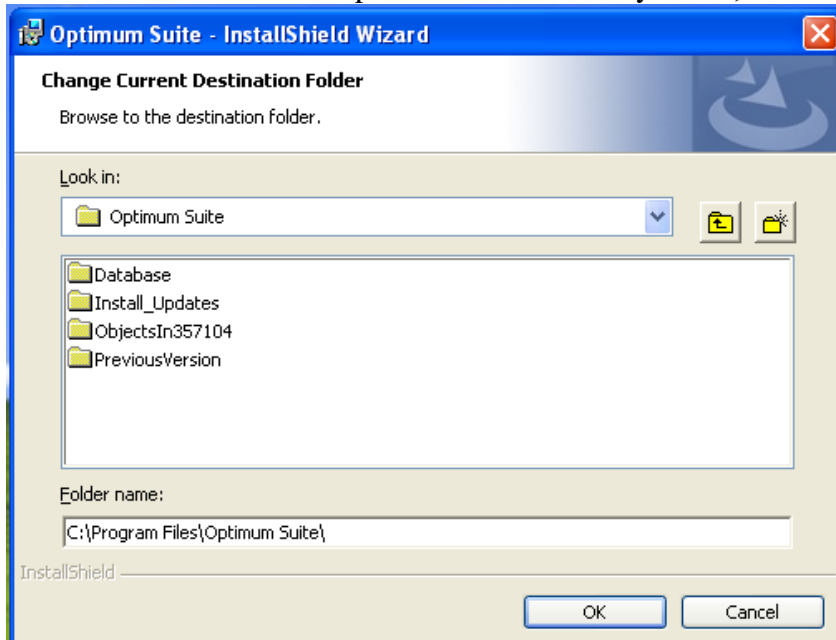 Optimum Suite - InstallShield Wizard
Change Current Destination Folder
Browse to the destination folder.
Look in:
Optimum Suite
Database
Install_Updates
ObjectsIn357104
PreviousVersion
Folder name:
C:\Program Files\Optimum Suite\
InstallShield
OK Cancel